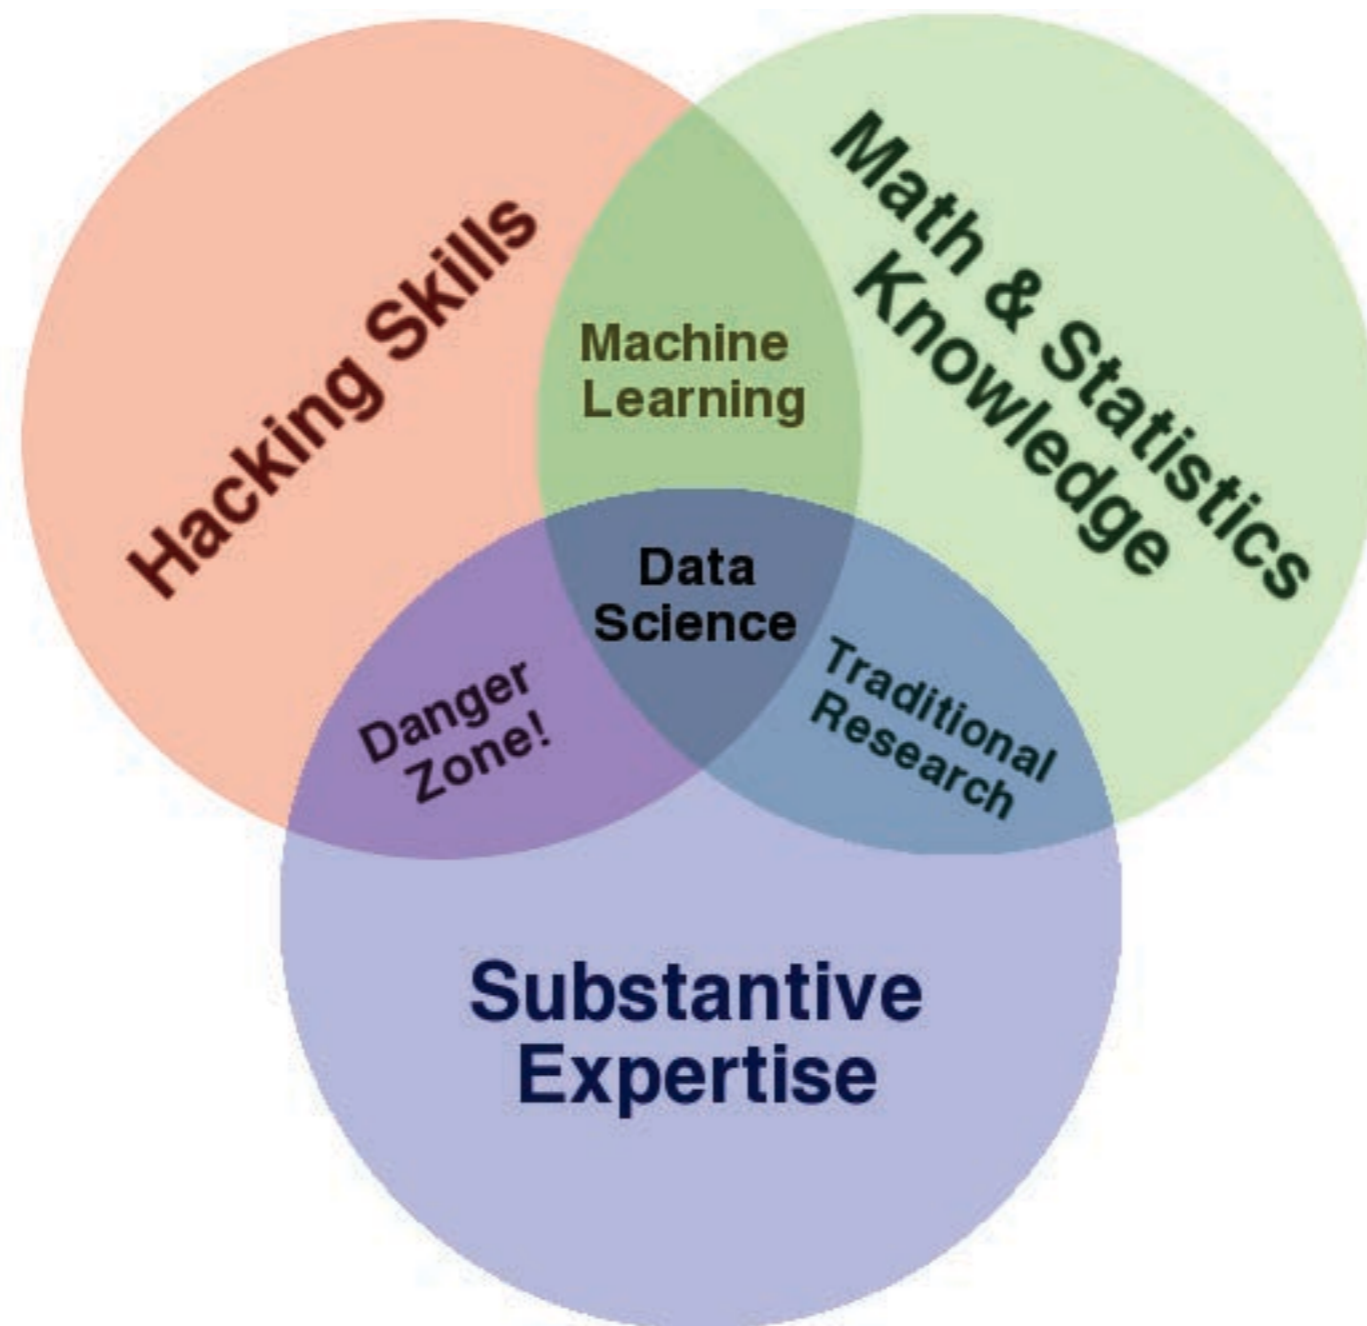 Hacking Skills
Math & Statistics
Knowledge
Machine
Learning
Data
Science
Danger
Zone!
Traditional
Research
Substantive
Expertise